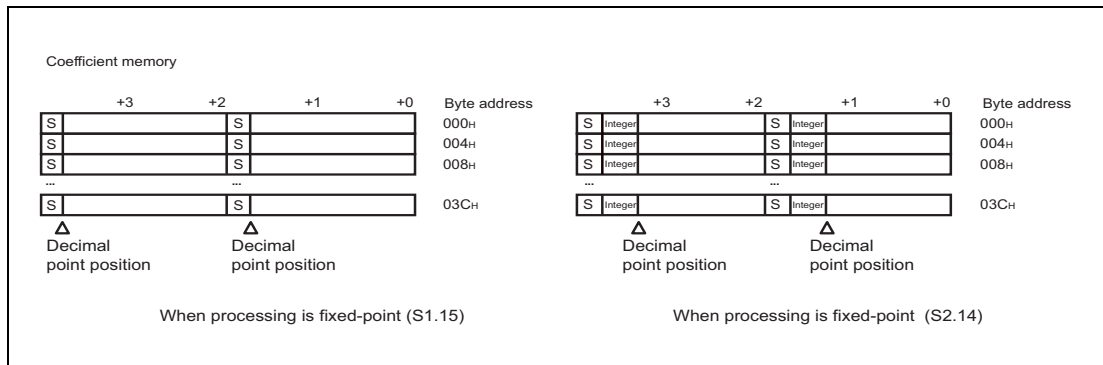 Coefficient memory
+3 +2 +1 +0 Byte address
S S 000H
S S 004H
S S 008H
... ...
S S 03CH
Decimal point position
Decimal point position
When processing is fixed-point (S1.15)
+3 +2 +1 +0 Byte address
S Integer S Integer 000H
S Integer S Integer 004H
S Integer S Integer 008H
... ...
S Integer S Integer 03CH
Decimal point position
Decimal point position
When processing is fixed-point (S2.14)